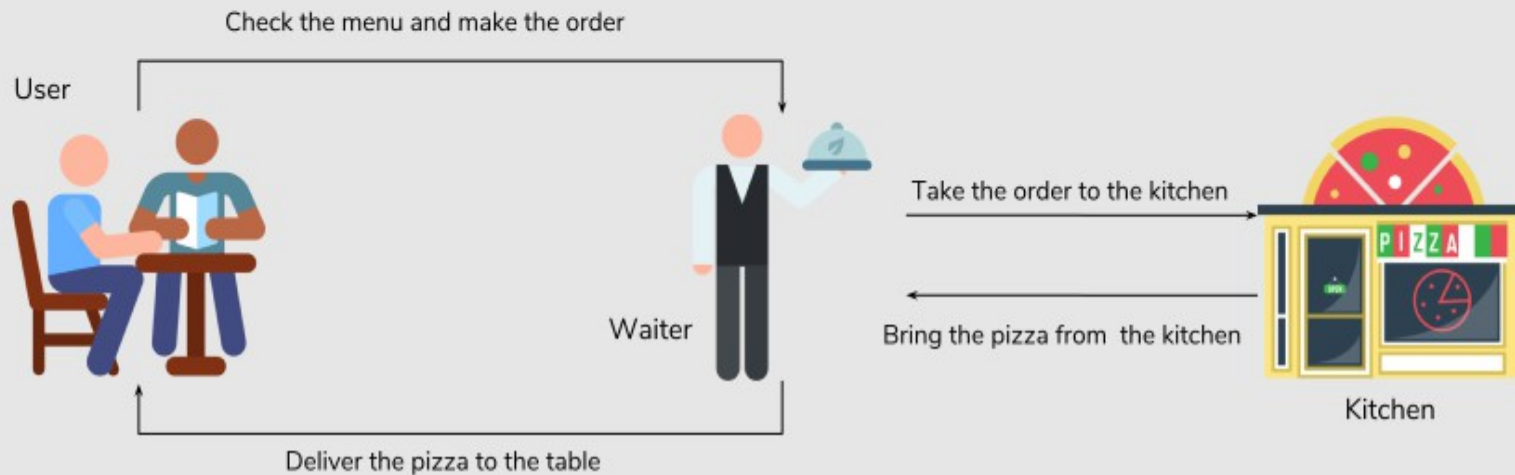 Check the menu and make the order
User
Take the order to the kitchen
PIZZA
OPEN
Waiter
Bring the pizza from the kitchen
Kitchen
Deliver the pizza to the table